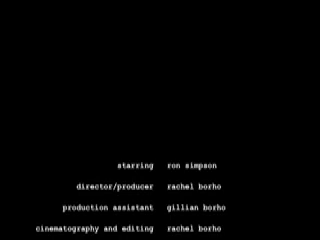 starring ron simpson
director/producer rachel borho
production assistant gillian borho
cinematography and editing rachel borho